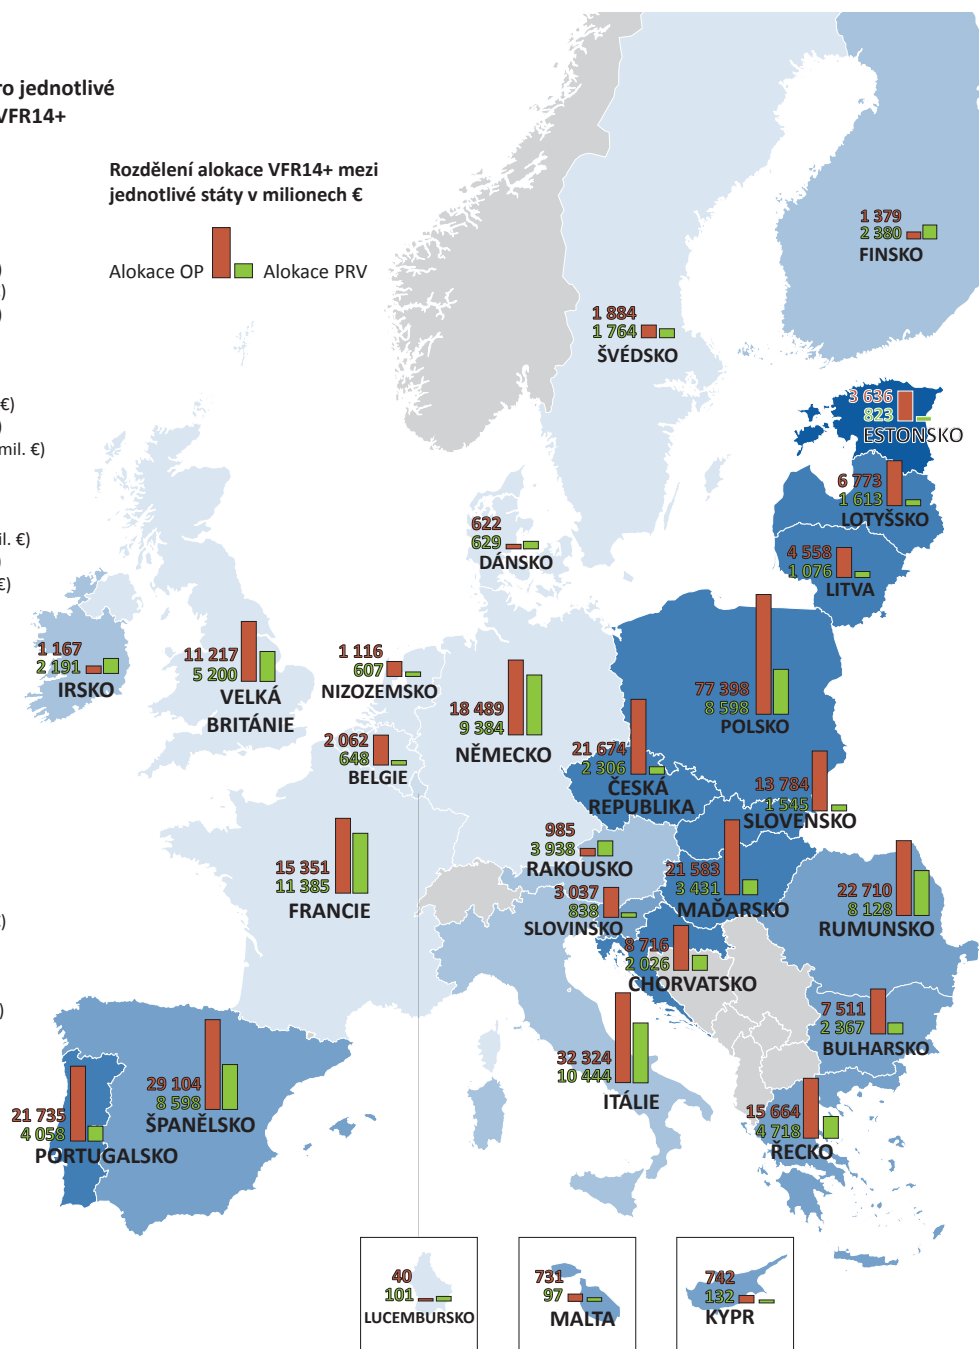 ro jednotlivé
VFR14+
Rozdělení alokace VFR14+ mezi
jednotlivé státy v milionech €
Alokace OP
Alokace PRV
)
€)
)
€)
)
mil. €)
il. €)
)
€)
€)
)
1 379
2 380
FINSKO
1 884
1 764
ŠVÉDSKO
3 636
823
ESTONSKO
6 773
1 613
LOTYŠSKO
4 558
1 076
LITVA
622
629
DÁNSKO
1 167
2 191
IRSKO
11 217
5 200
VELKÁ
BRITÁNIE
1 116
607
NIZOZEMSKO
18 489
9 384
NĚMECKO
77 398
8 598
POLSKO
2 062
648
BELGIE
21 674
2 306
ČESKÁ
REPUBLIKA
13 784
1 545
SLOVENSKO
15 351
11 385
FRANCIE
985
3 938
RAKOUSKO
21 583
3 431
MAĎARSKO
22 710
8 128
RUMUNSKO
3 037
838
SLOVINSKO
8 716
2 026
CHORVATSKO
7 511
2 367
BULHARSKO
32 324
10 444
ITÁLIE
29 104
8 598
ŠPANĚLSKO
21 735
4 058
PORTUGALSKO
15 664
4 718
ŘECKO
40
101
LUCEMBURSKO
731
97
MALTA
742
132
KYPR